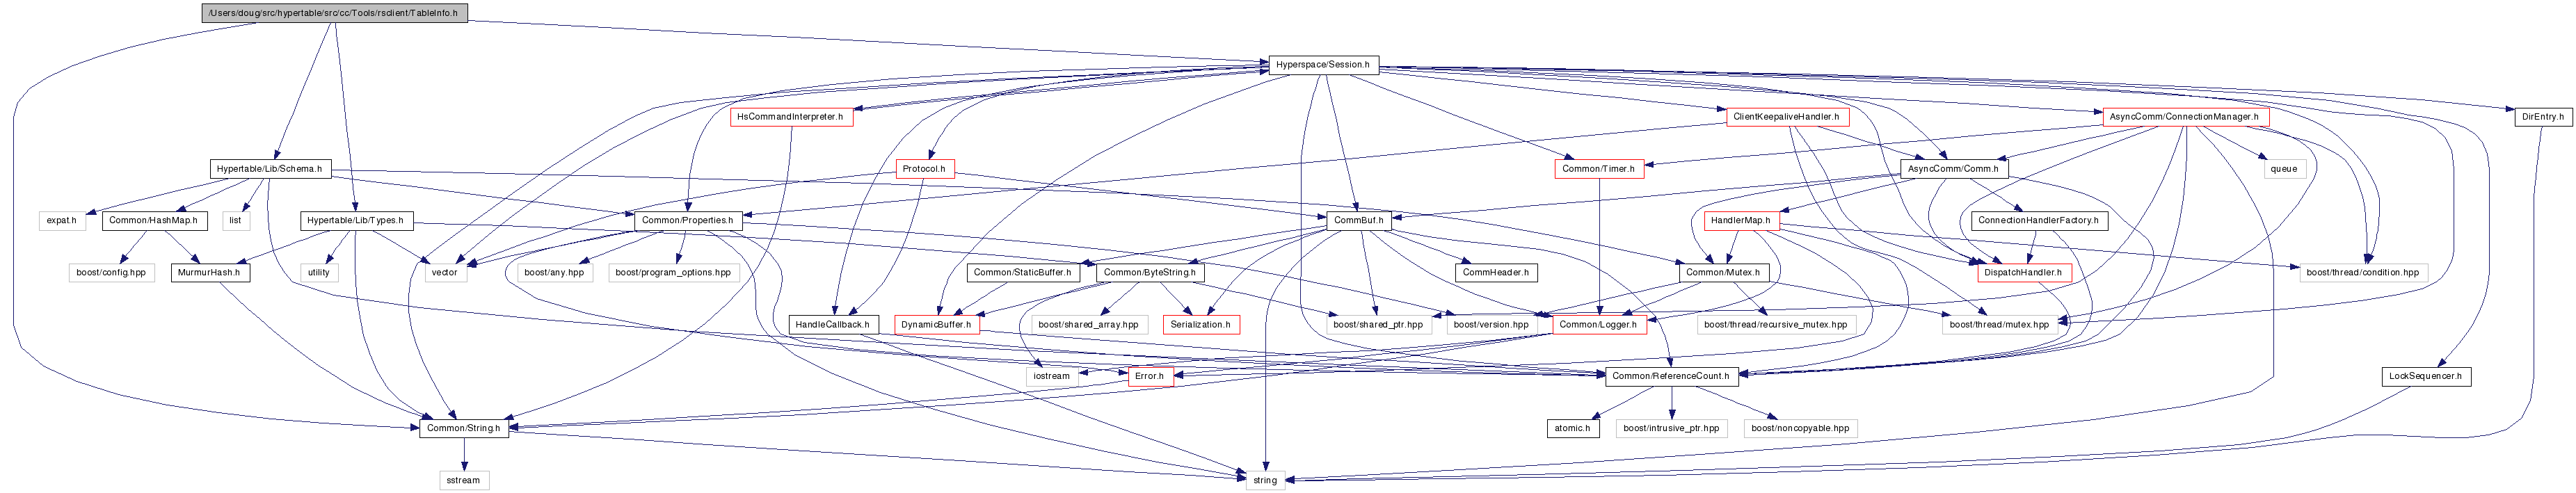 /Users/doug/src/hypertable/src/cc/Tools/rsclient/TableInfo.h
Hyperspace/Session.h
HsCommandInterpreter.h
ClientKeepaliveHandler.h
AsyncComm/ConnectionManager.h
DirEntry.h
Hypertable/Lib/Schema.h
Protocol.h
Common/Timer.h
AsyncComm/Comm.h
queue
expat.h
Common/HashMap.h
list
Hypertable/Lib/Types.h
Common/Properties.h
CommBuf.h
HandlerMap.h
ConnectionHandlerFactory.h
boost/config.hpp
MurmurHash.h
utility
vector
boost/any.hpp
boost/program_options.hpp
Common/StaticBuffer.h
Common/ByteString.h
CommHeader.h
Common/Mutex.h
DispatchHandler.h
boost/thread/condition.hpp
HandleCallback.h
DynamicBuffer.h
boost/shared_array.hpp
Serialization.h
boost/shared_ptr.hpp
boost/version.hpp
Common/Logger.h
boost/thread/recursive_mutex.hpp
boost/thread/mutex.hpp
iostream
Error.h
Common/ReferenceCount.h
LockSequencer.h
Common/String.h
atomic.h
boost/intrusive_ptr.hpp
boost/noncopyable.hpp
sstream
string